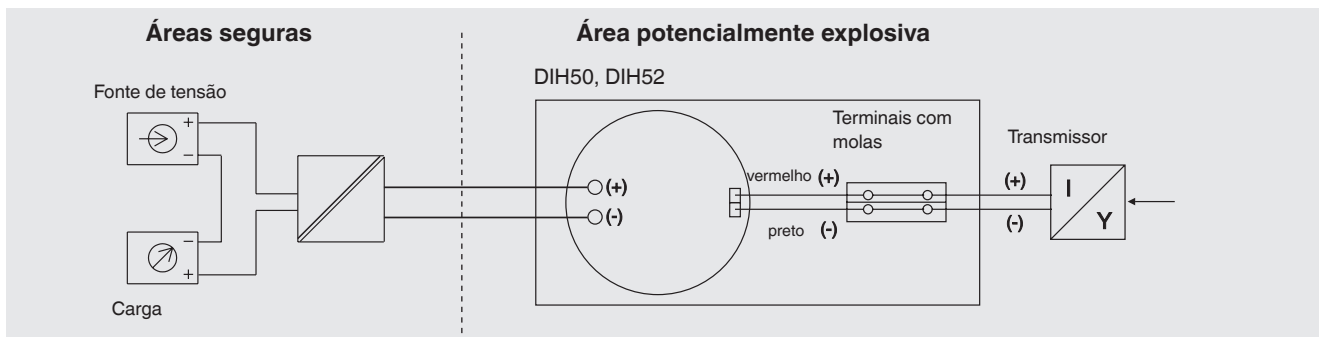 Áreas seguras
Área potencialmente explosiva
DIH50, DIH52
Fonte de tensão
+
−
−
+
Carga
(+)
(-)
vermelho (+)
preto (-)
Terminais com
molas
Transmissor
(+)
(-)
I
Y